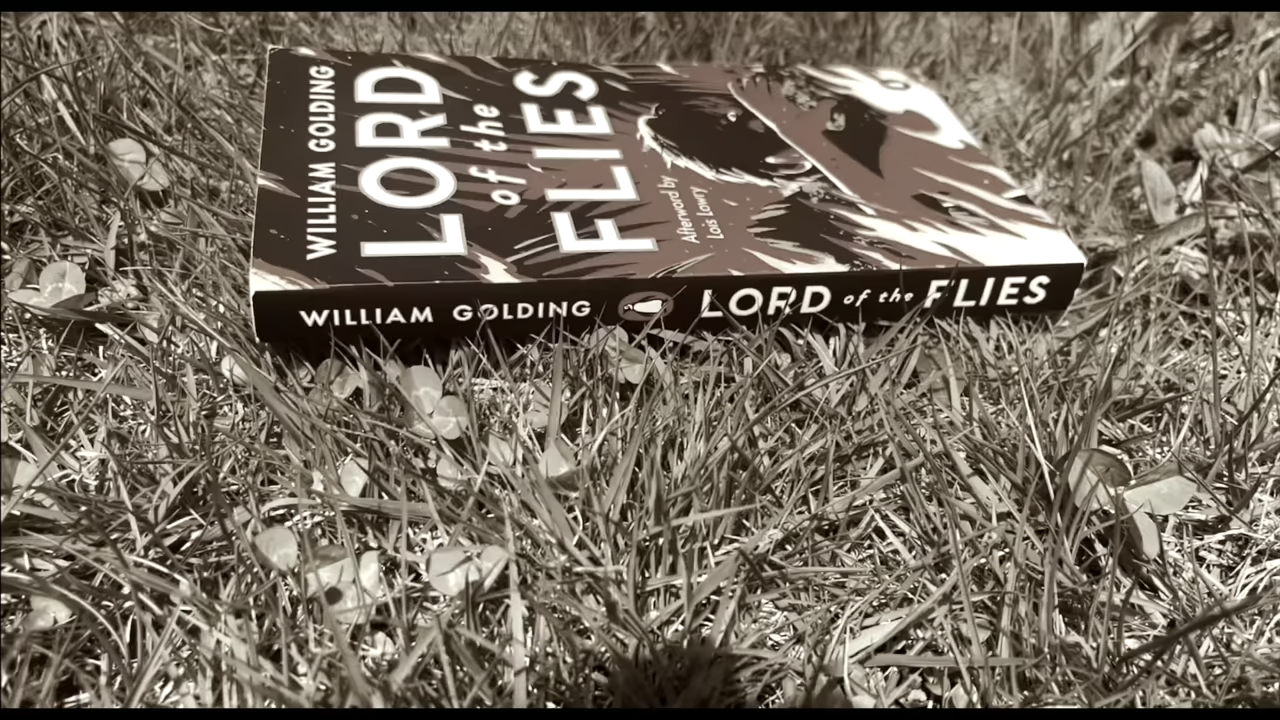 WILLIAM GOLDING
LORD
of the
FLIES
Afterword by
Lois Lowry
WILLIAM GOLDING LORD of the FLIES